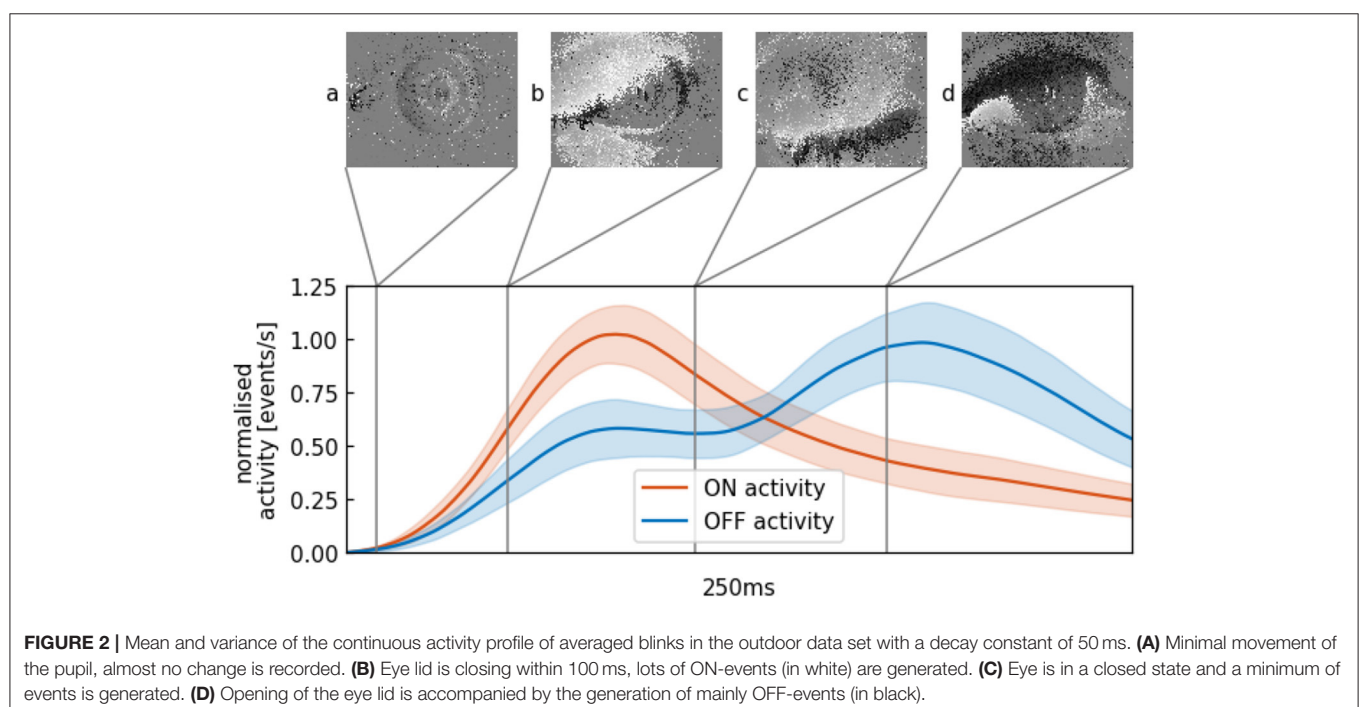 a
b
c
d
1.25
1.00
0.75
0.50
0.25
0.00
normalised
activity [events/s]
ON activity
OFF activity
250ms
FIGURE 2 | Mean and variance of the continuous activity profile of averaged blinks in the outdoor data set with a decay constant of 50 ms. (A) Minimal movement of
the pupil, almost no change is recorded. (B) Eye lid is closing within 100 ms, lots of ON-events (in white) are generated. (C) Eye is in a closed state and a minimum of
events is generated. (D) Opening of the eye lid is accompanied by the generation of mainly OFF-events (in black).